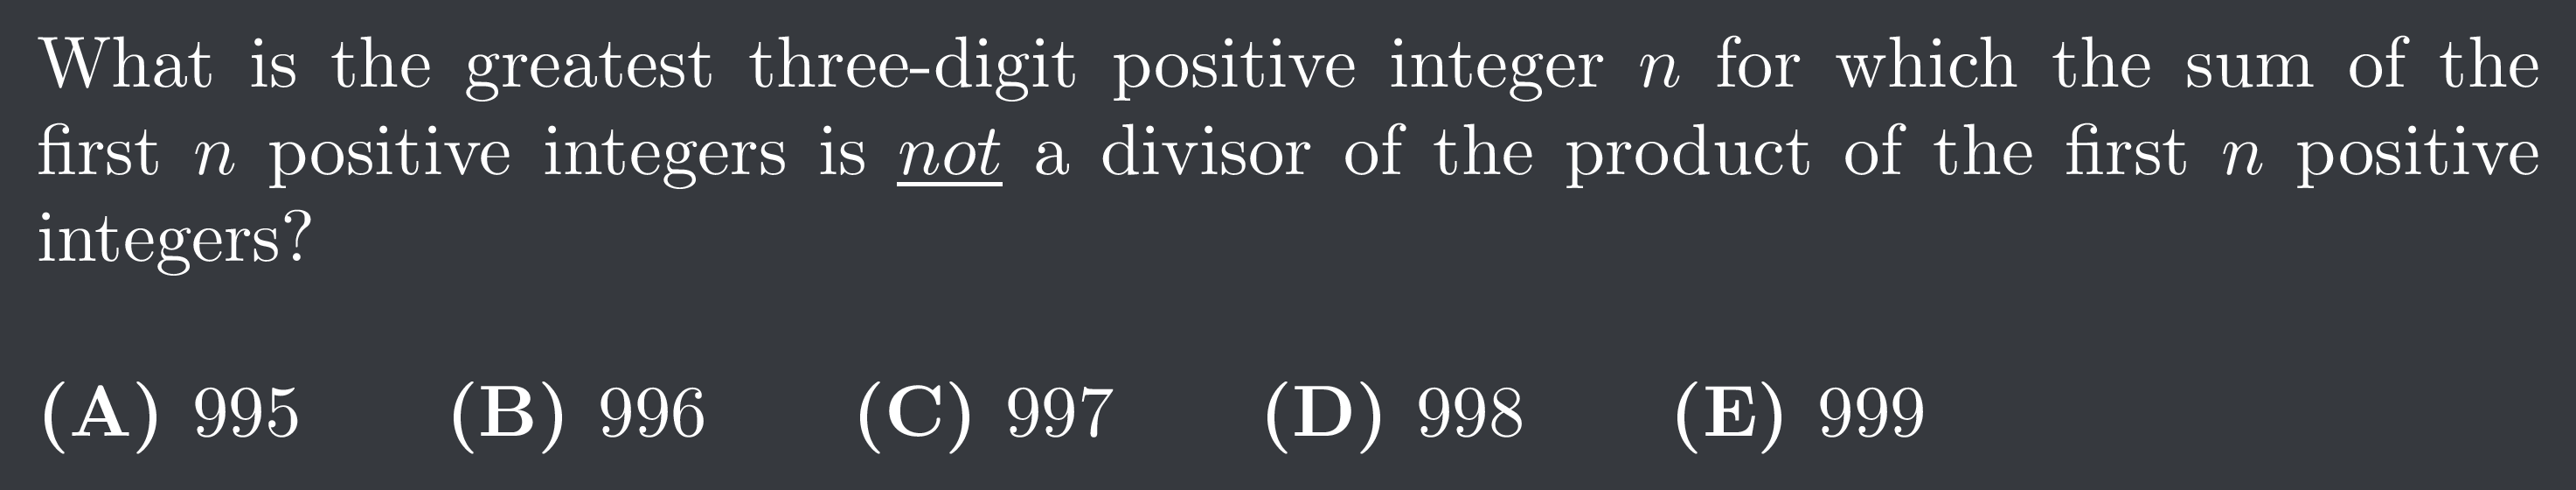 What is the greatest three-digit positive integer n for which the sum of the
first n positive integers is not a divisor of the product of the first n positive
integers?
(A) 995 (B) 996 (C) 997 (D) 998 (E) 999